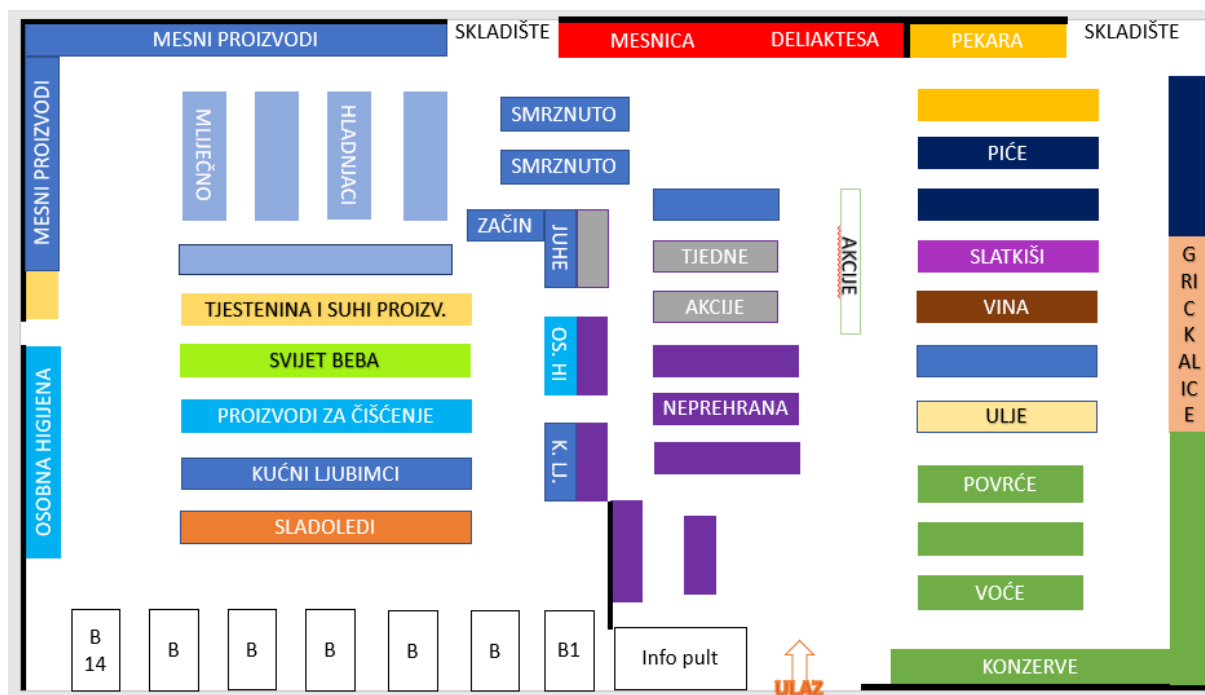 MESNI PROIZVODI
SKLADIŠTE
MESNICA
DELIAKTESA
PEKARA
SKLADIŠTE
MESNI PROIZVODI
MLIJEČNO
HLADNJACI
SMRZNUTO
SMRZNUTO
PIĆE
ZAČIN
JUHE
TJEDNE
AKCIJE
AKCIJE
SLATKIŠI
VINA
GRICKALICE
TJESTENINA I SUHI PROIZV.
SVIJET BEBA
OS. HI
NEPREHRANA
ULJE
OSOBNA HIGIJENA
PROIZVODI ZA ČIŠĆENJE
KUĆNI LJUBIMCI
K. LJ.
POVRĆE
SLADOLEDI
VOĆE
B
14
B
B
B
B
B
B1
Info pult
ULAZ
KONZERVE